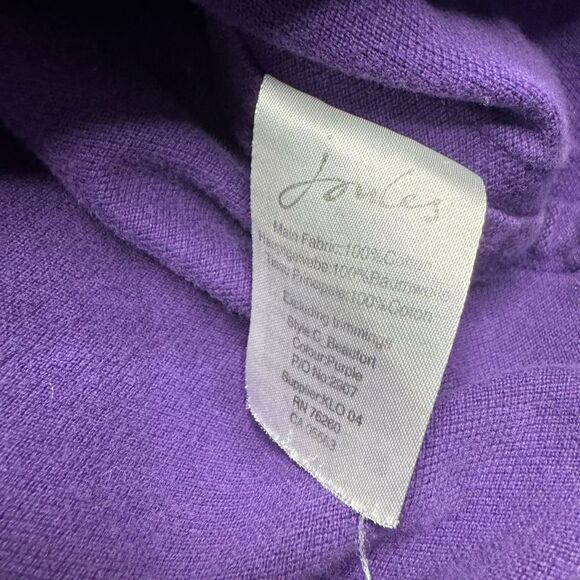 Joules
Main Fabric:100%Cotton
Hauptgewebe:100%Baumwolle
Tissu Principale:100%Coton
Excluding trimmings
Style C_Beaufort
Colour:Purple
P/O No:2907
Supplier:KLO 04
RN 76260